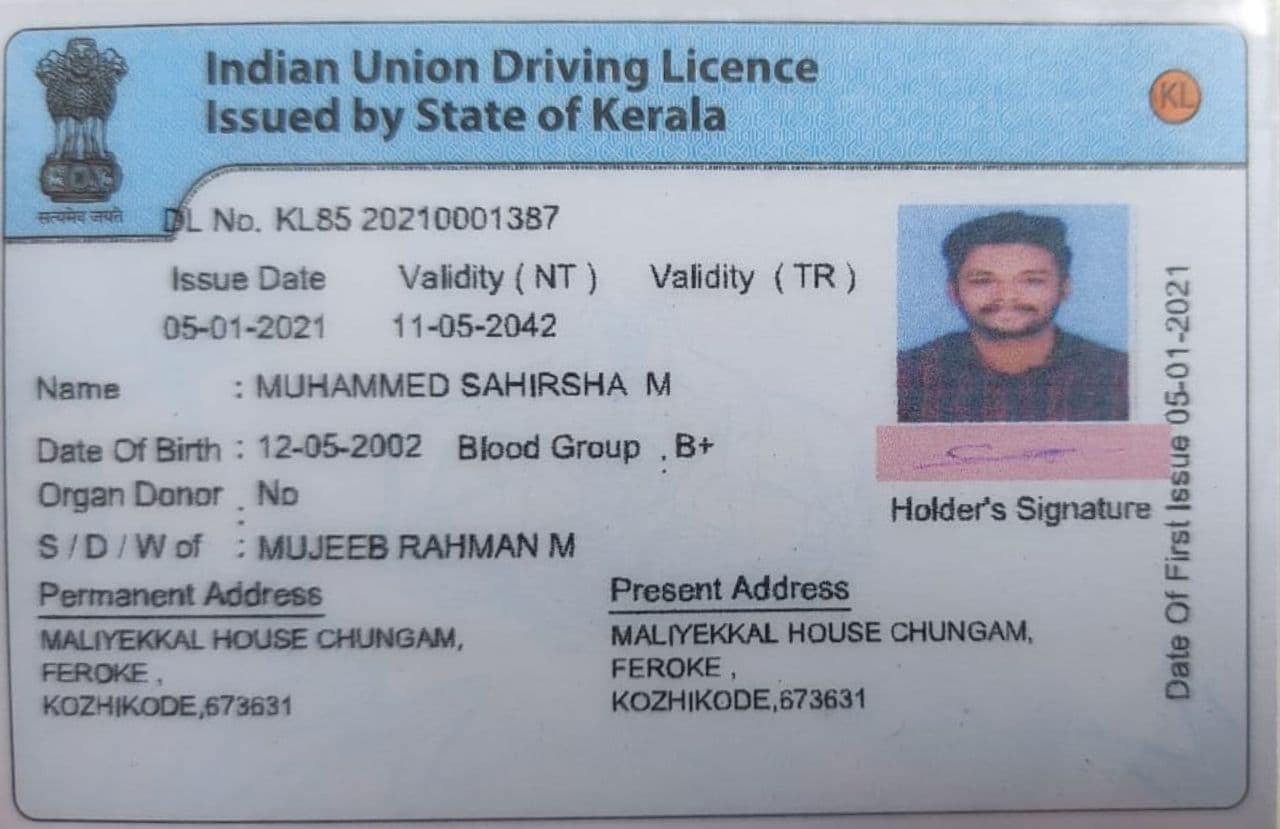 Indian Union Driving Licence
Issued by State of Kerala
KL
सत्यमेव जयते
DL No. KL85 20210001387
Issue Date Validity ( NT ) Validity ( TR )
05-01-2021 11-05-2042
Name : MUHAMMED SAHIRSHA M
Date Of Birth : 12-05-2002 Blood Group : B+
Organ Donor : No
S / D / W of : MUJEEB RAHMAN M
Holder's Signature
Date Of First Issue 05-01-2021
Permanent Address
MALIYEKKAL HOUSE CHUNGAM,
FEROKE ,
KOZHIKODE,673631
Present Address
MALIYEKKAL HOUSE CHUNGAM,
FEROKE ,
KOZHIKODE,673631